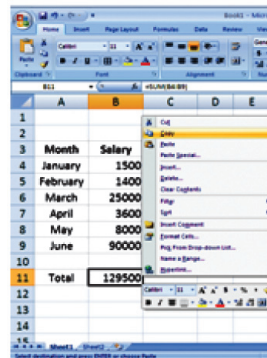 Book1 - Micr
Home Insert Page Layout Formulas Data Review View
Calibri 11 A A
Paste B I U
Clipboard Font Alignment
B11 fx =SUM(B4:B9)
A B C D E
1
2
3 Month Salary
4 January 1500
5 February 1400
6 March 25000
7 April 3600
8 May 8000
9 June 90000
10
11 Total 129500
12
13
14
15
Cut
Copy
Paste
Paste Special...
Insert...
Delete...
Clear Contents
Filter
Sort
Insert Comment
Format Cells...
Pick From Drop-down List...
Name a Range...
Hyperlink...
Calibri 11 A A $ %
B I
Sheet1 Sheet2
Select destination and press ENTER or choose Paste